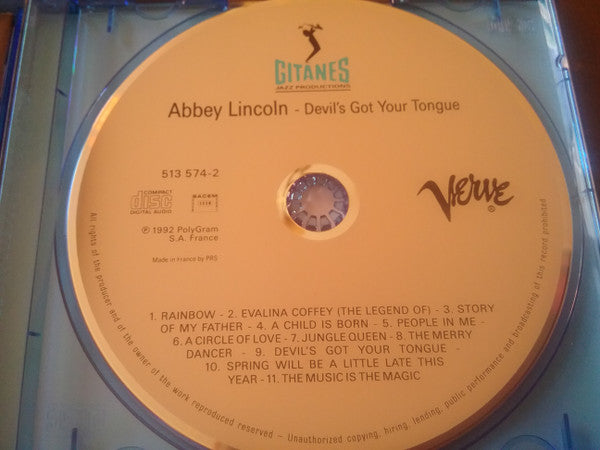 GITANES
JAZZ PRODUCTIONS
Abbey Lincoln - Devil's Got Your Tongue
513 574-2
COMPACT
disc
DIGITAL AUDIO
SACEM
VERVE
®
℗ 1992 PolyGram
S.A. France
Made in France by PRS
1. RAINBOW - 2. EVALINA COFFEY (THE LEGEND OF) - 3. STORY
OF MY FATHER - 4. A CHILD IS BORN - 5. PEOPLE IN ME -
6. A CIRCLE OF LOVE - 7. JUNGLE QUEEN - 8. THE MERRY
DANCER - 9. DEVIL'S GOT YOUR TONGUE -
10. SPRING WILL BE A LITTLE LATE THIS
YEAR - 11. THE MUSIC IS THE MAGIC
All rights of the producer and of the owner of the work reproduced reserved – Unauthorized copying, hiring, lending, public performance and broadcasting of this record prohibited